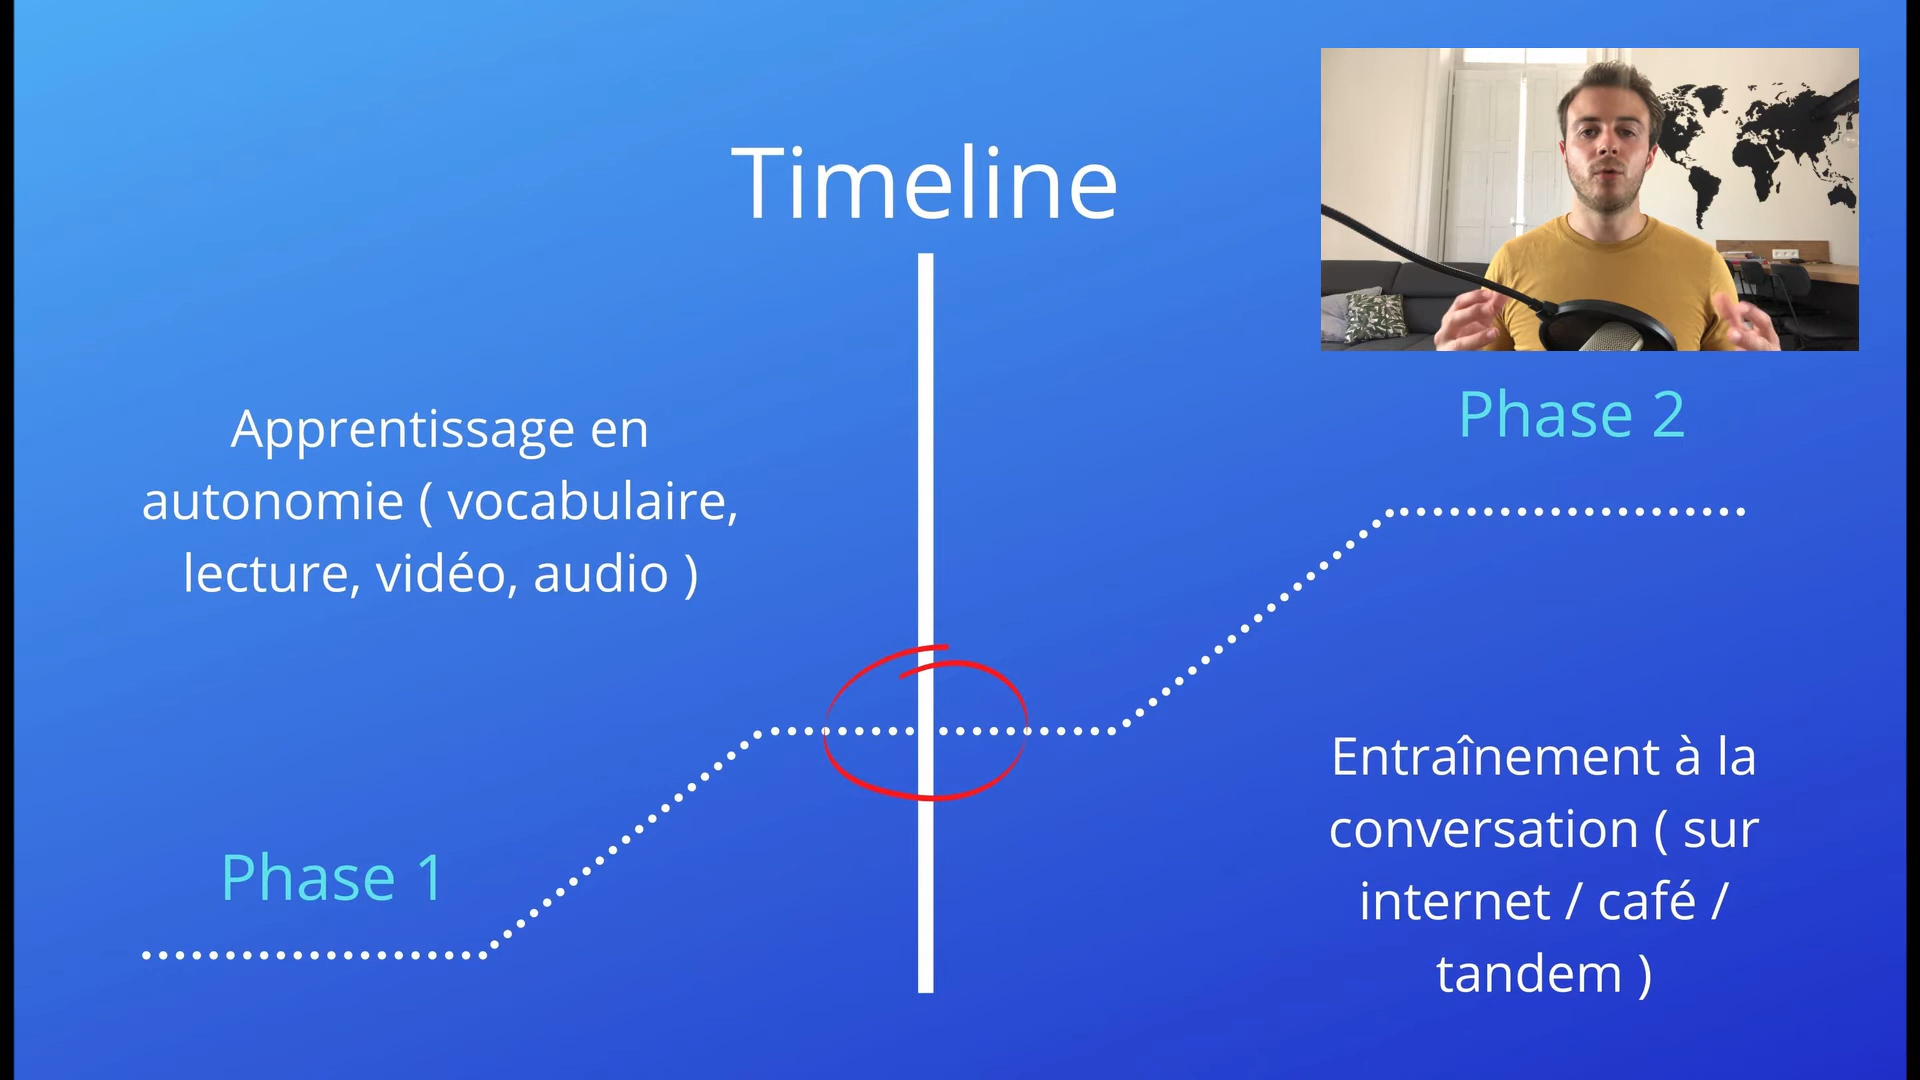 Timeline
Apprentissage en
autonomie ( vocabulaire,
lecture, vidéo, audio )
Phase 1
Phase 2
Entraînement à la
conversation ( sur
internet / café /
tandem )